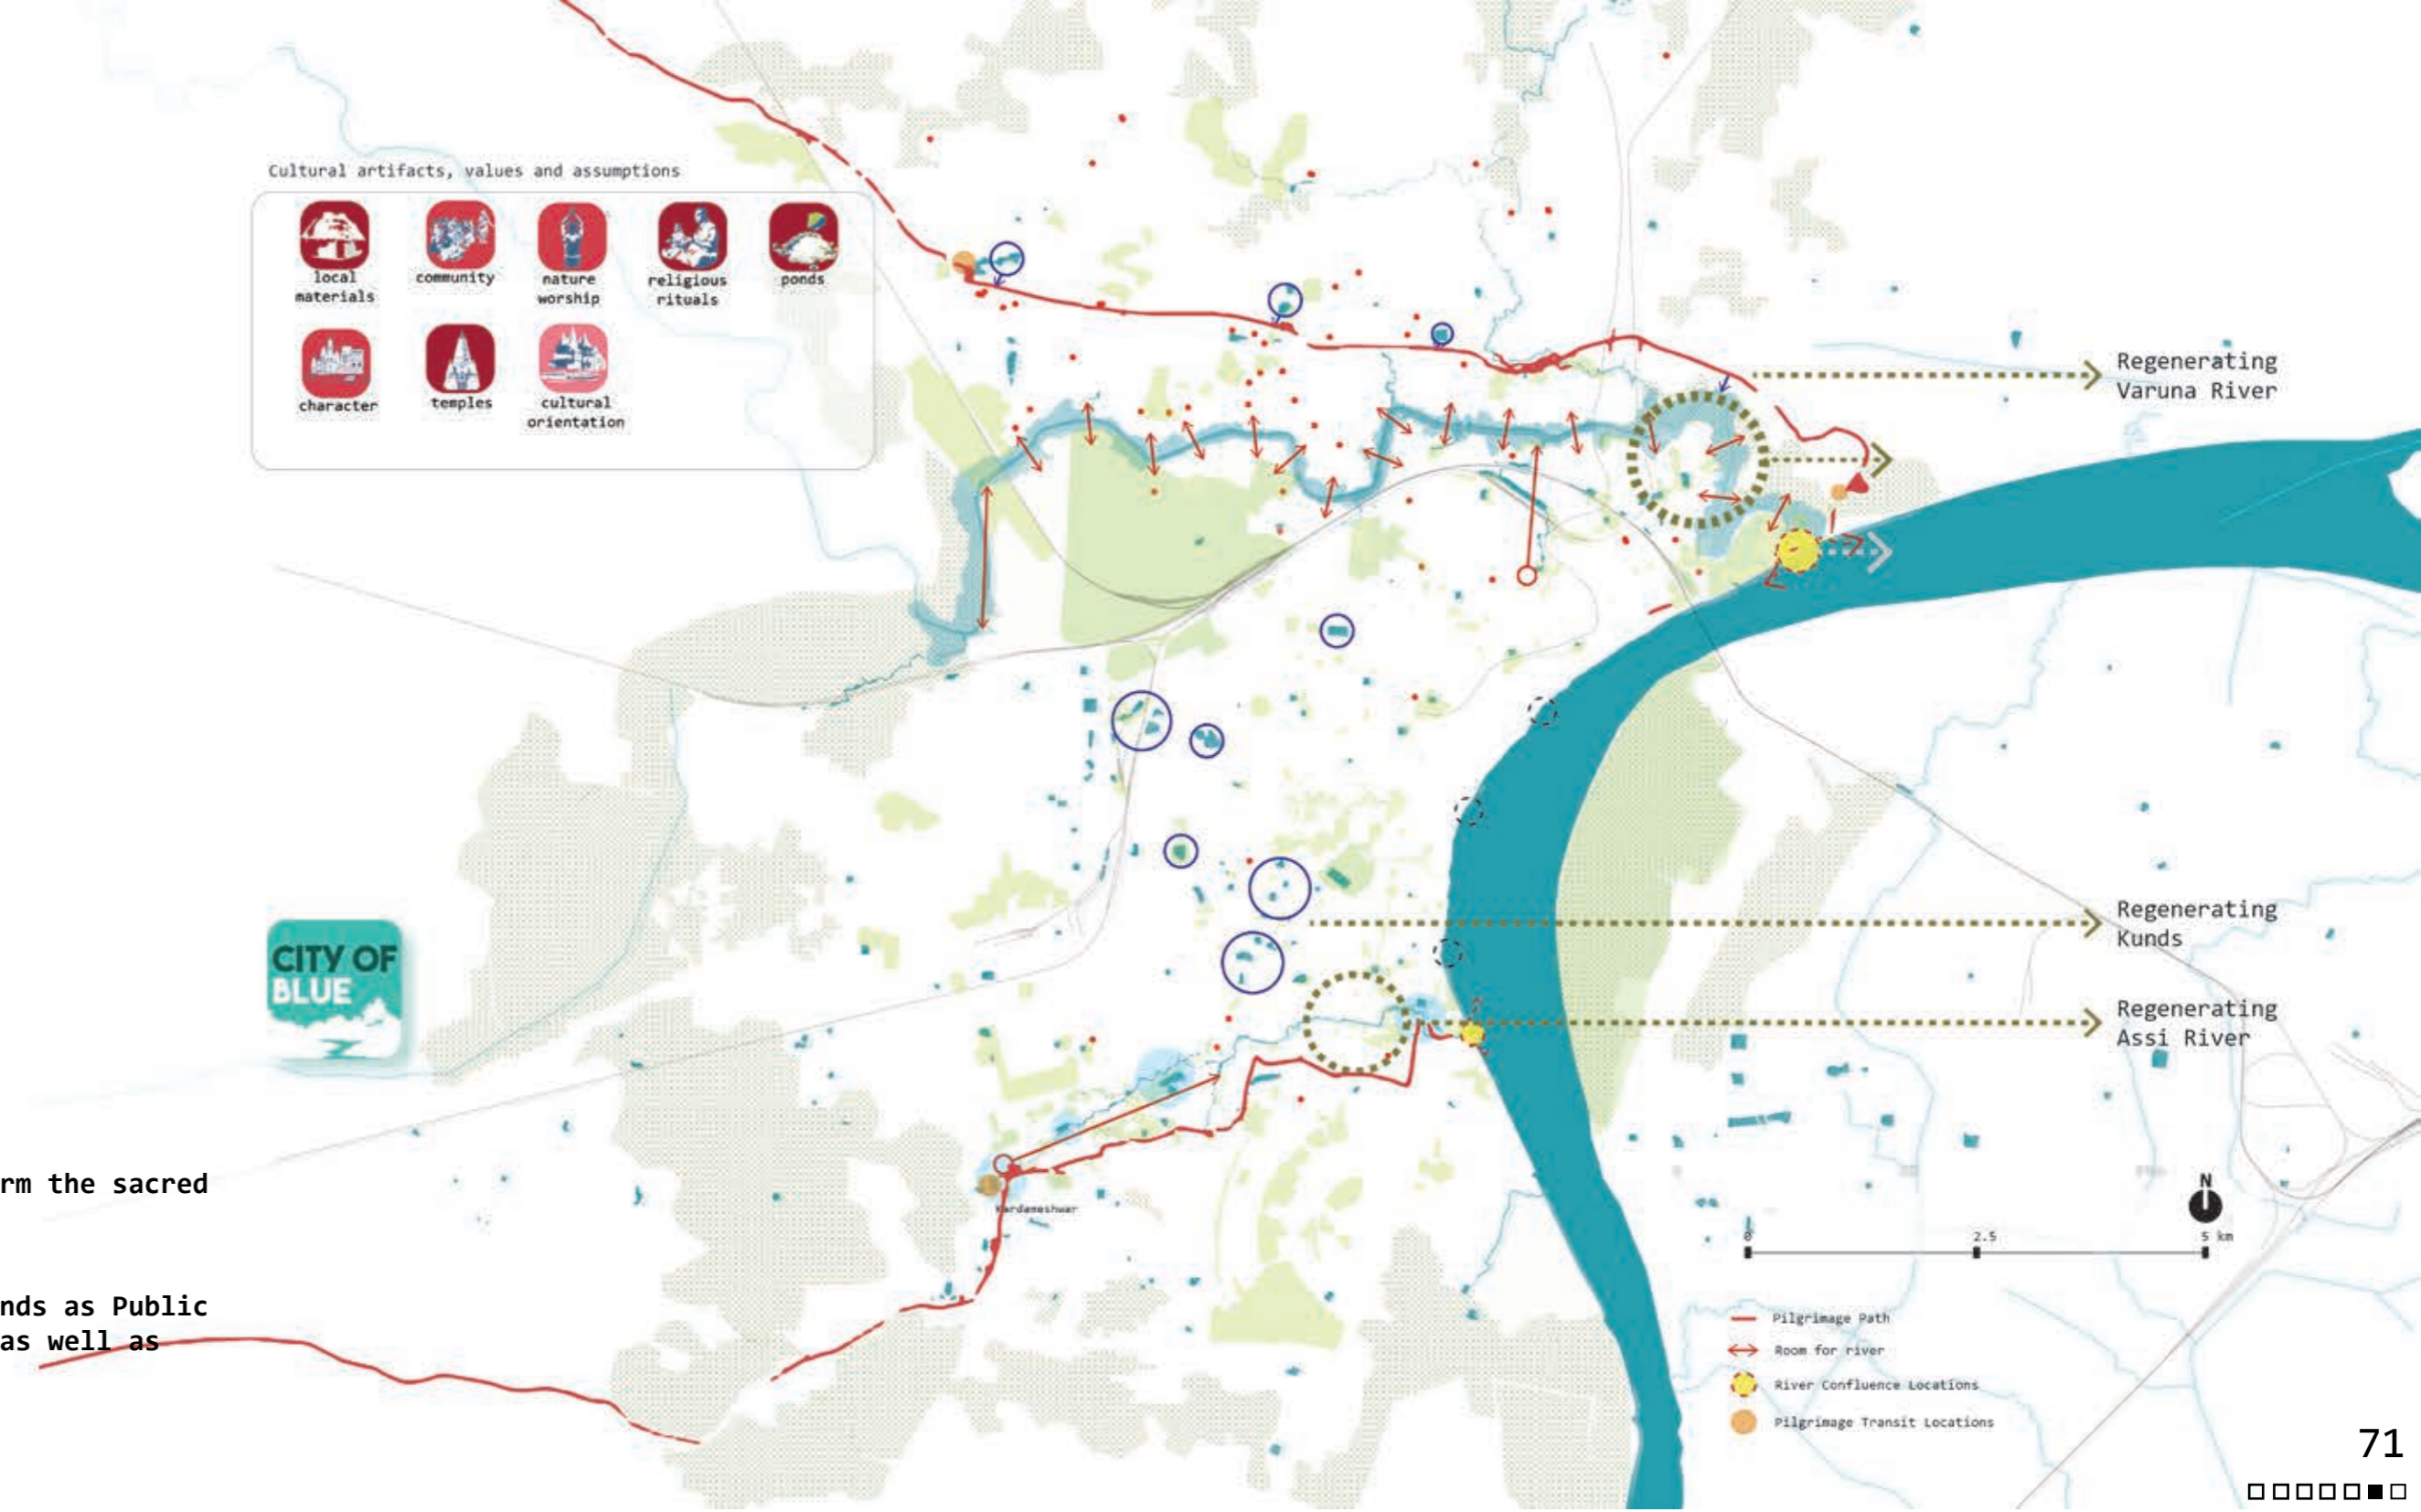 Cultural artifacts, values and assumptions
local
materials
community
nature
worship
religious
rituals
ponds
character
temples
cultural
orientation
Regenerating
Varuna River
CITY OF
BLUE
Regenerating
Kunds
Regenerating
Assi River
rm the sacred
Kardameshwar
N
0
2.5
5 km
nds as Public
as well as
Pilgrimage Path
Room for river
River Confluence Locations
Pilgrimage Transit Locations
71